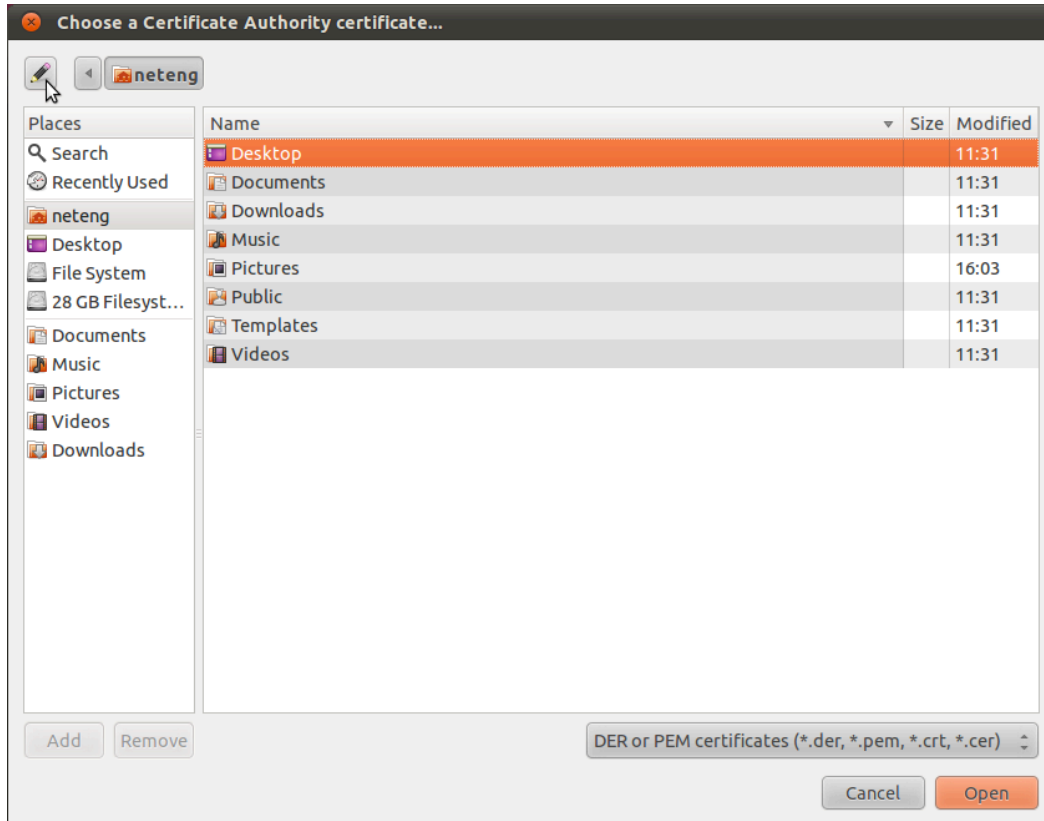 Choose a Certificate Authority certificate...
neteng
Places
Search
Recently Used
neteng
Desktop
File System
28 GB Filesyst...
Documents
Music
Pictures
Videos
Downloads
Name Size Modified
Desktop 11:31
Documents 11:31
Downloads 11:31
Music 11:31
Pictures 16:03
Public 11:31
Templates 11:31
Videos 11:31
Add Remove
DER or PEM certificates (*.der, *.pem, *.crt, *.cer)
Cancel Open